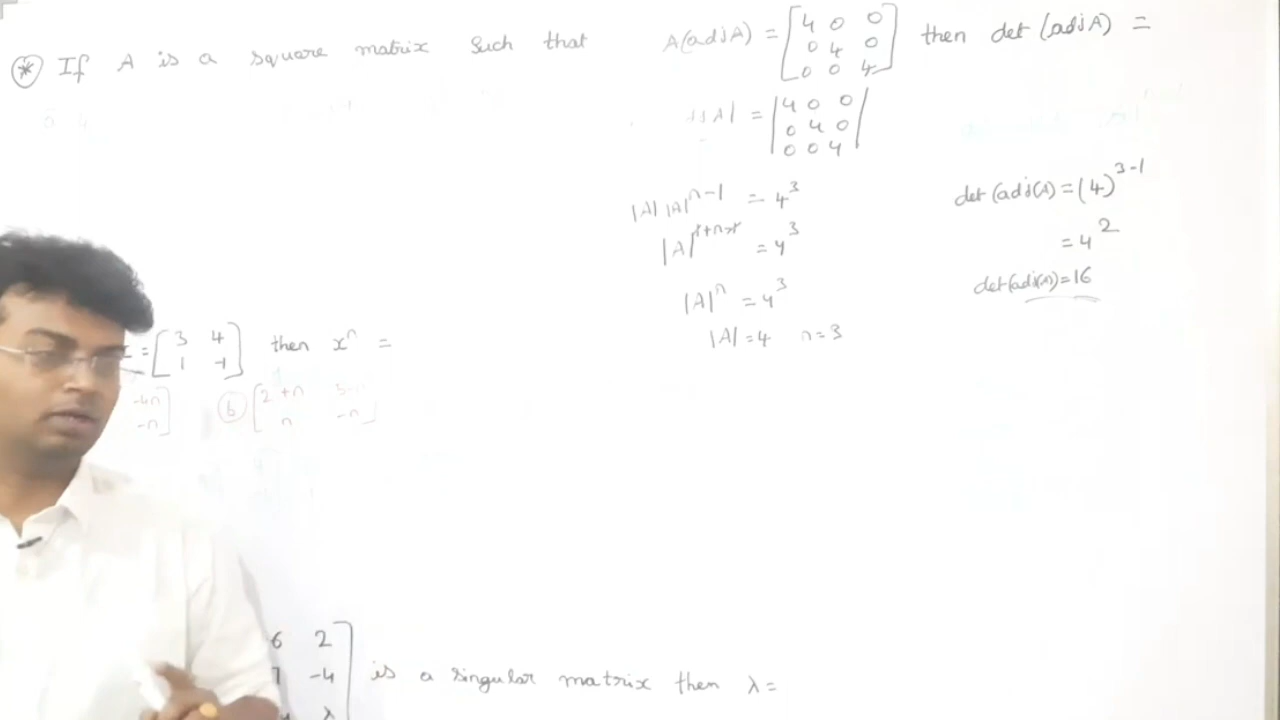 * If A is a square matrix such that A(adjA) = [4 0 0 0 4 0 0 0 4] then det (adjA) =
= |4 0 0 0 4 0 0 0 4|
|A| |A|^n-1 = 4^3
|A|^1+n-1 = 4^3
|A|^n = 4^3
|A| = 4 n = 3
det (adj(A) = (4)^3-1
= 4^2
det(adj(A)) = 16
= [3 4 1 -1] then x^n =
-4n -n] (b) [2+n n -n]
6 2
7 -4
λ
is a singular matrix then λ =